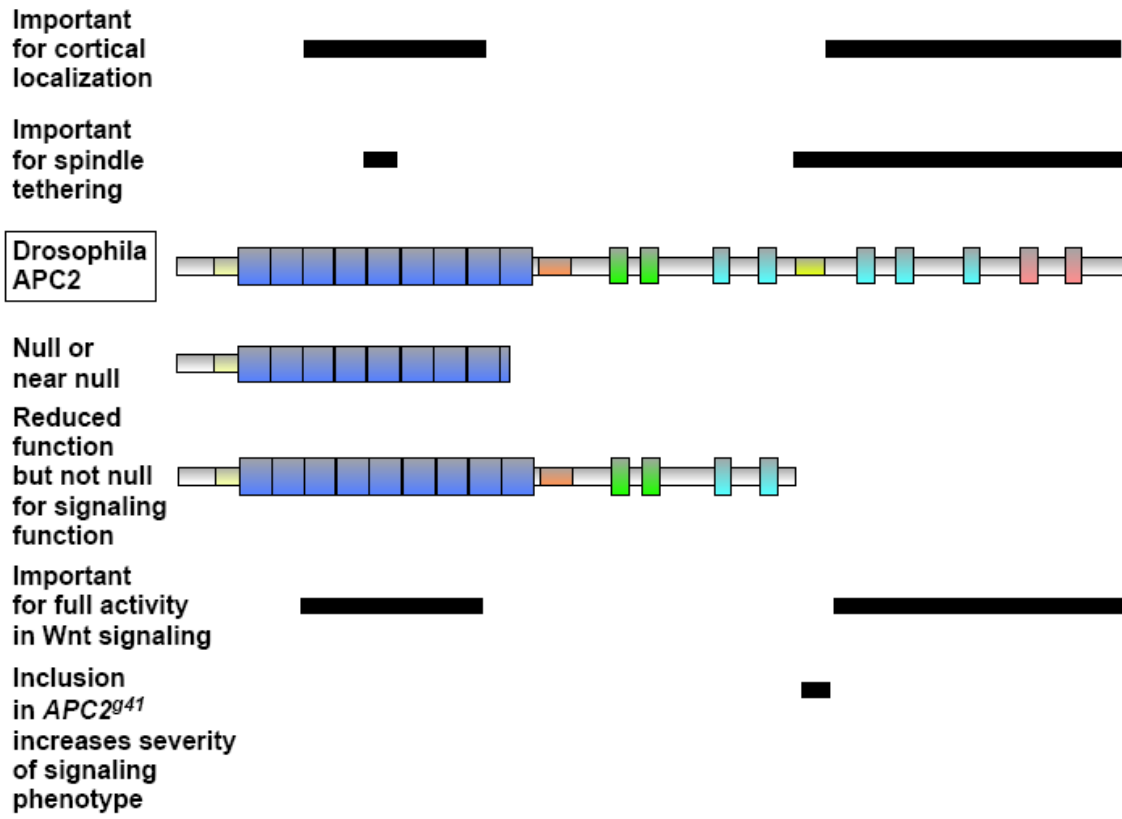 Important
for cortical
localization
Important
for spindle
tethering
Drosophila
APC2
Null or
near null
Reduced
function
but not null
for signaling
function
Important
for full activity
in Wnt signaling
Inclusion
in APC2g41
increases severity
of signaling
phenotype